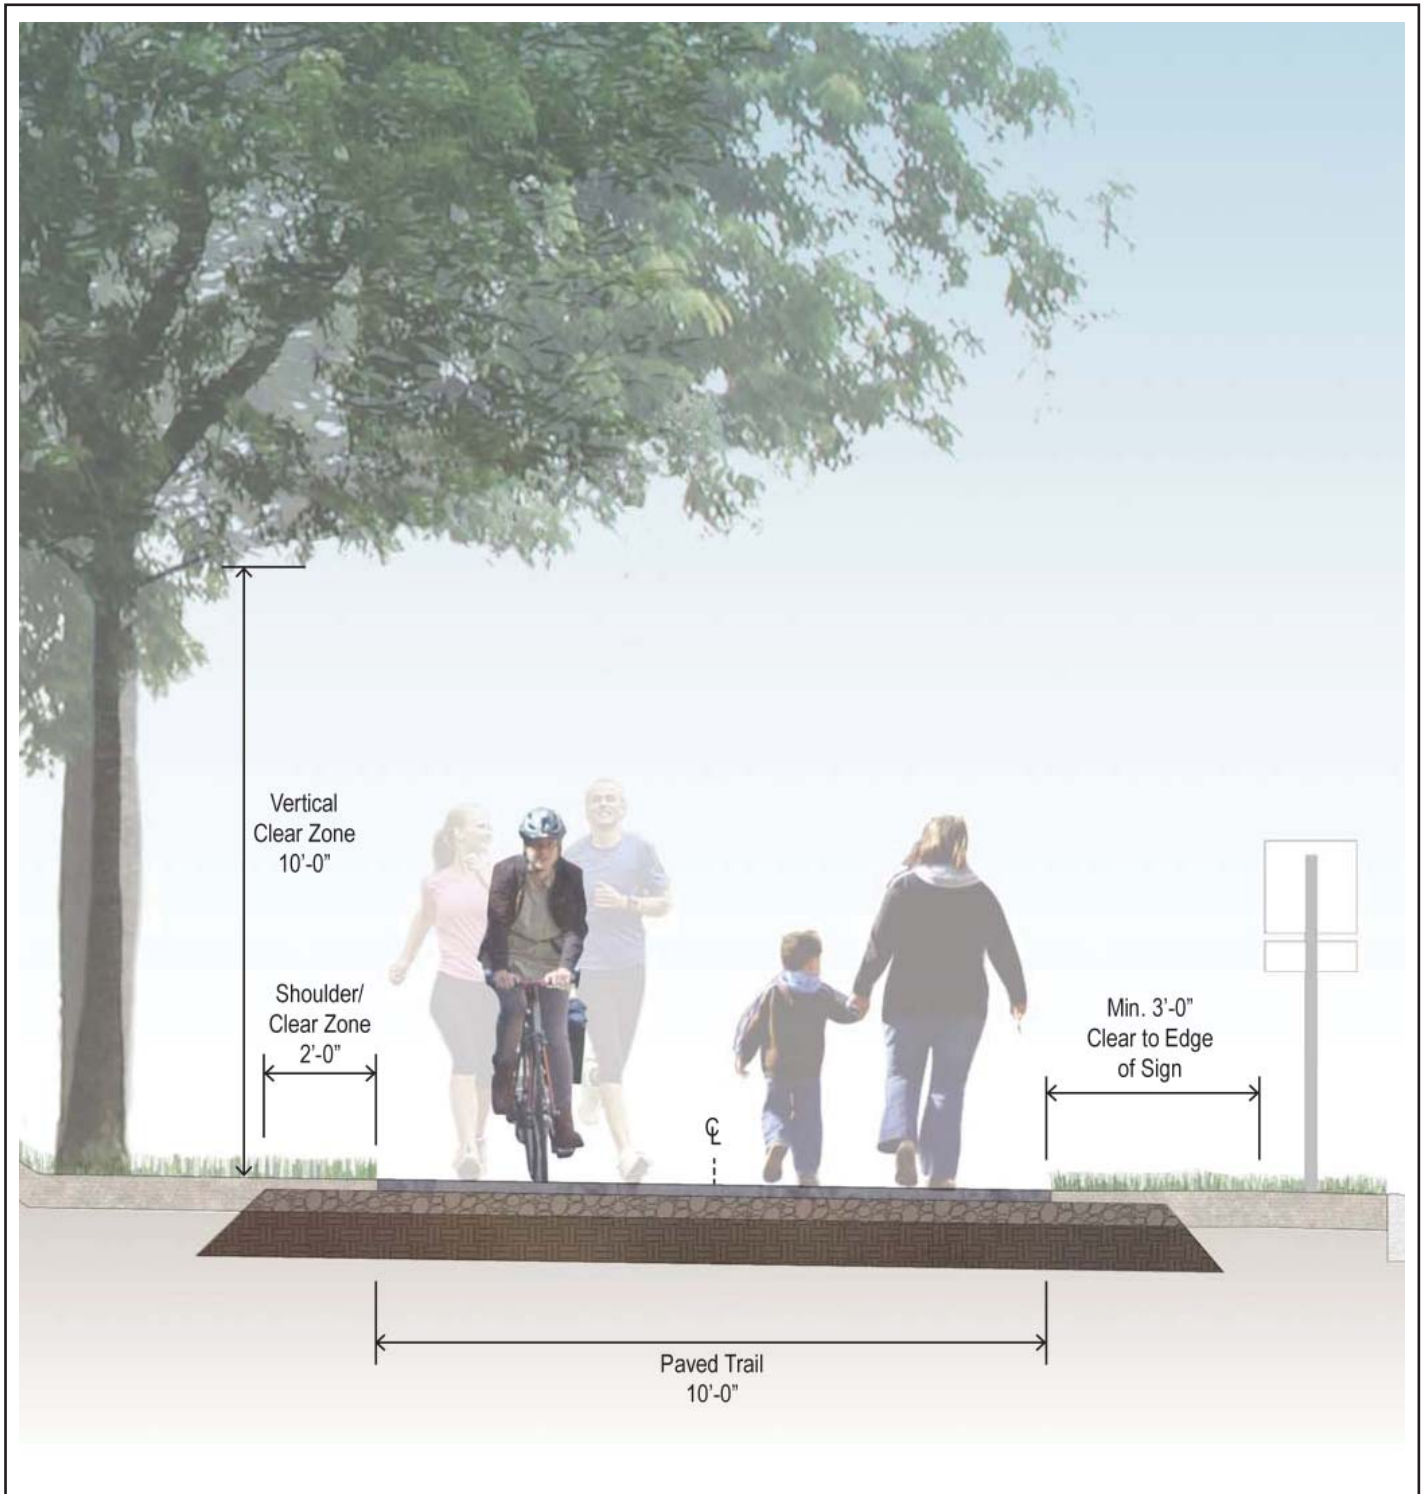 Vertical
Clear Zone
10'-0"
Shoulder/
Clear Zone
2'-0"
Min. 3'-0"
Clear to Edge
of Sign
℄
Paved Trail
10'-0"